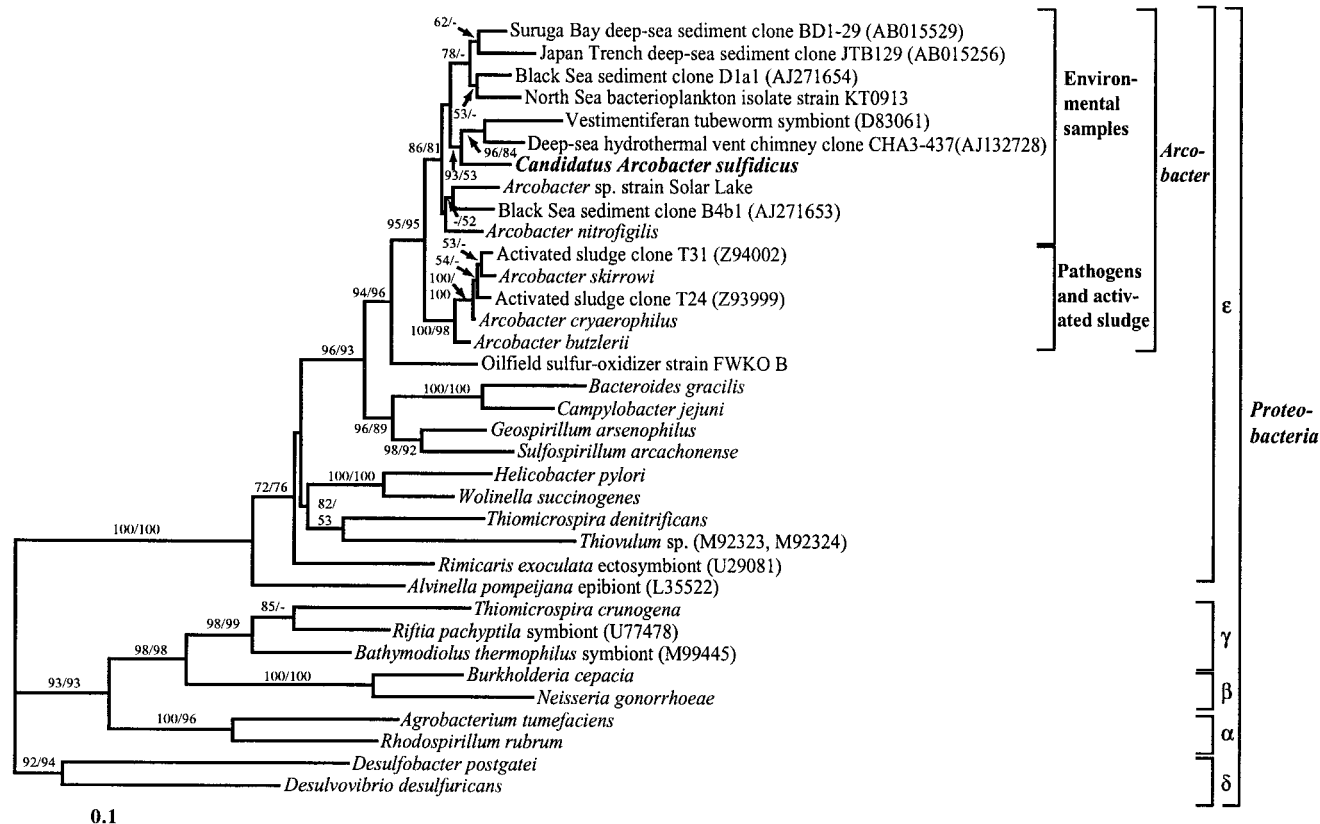 62/-
Suruga Bay deep-sea sediment clone BD1-29 (AB015529)
78/-
Japan Trench deep-sea sediment clone JTB129 (AB015256)
Black Sea sediment clone D1a1 (AJ271654)
53/-
North Sea bacterioplankton isolate strain KT0913
Environ-
mental
samples
Vestimentiferan tubeworm symbiont (D83061)
86/81
96/84
Deep-sea hydrothermal vent chimney clone CHA3-437(AJ132728)
93/53
Candidatus Arcobacter sulfidicus
Arco-
bacter
Arcobacter sp. strain Solar Lake
-/52
Black Sea sediment clone B4b1 (AJ271653)
95/95
Arcobacter nitrofigilis
53/-
Activated sludge clone T31 (Z94002)
54/-
Arcobacter skirrowi
100/
100
Activated sludge clone T24 (Z93999)
Pathogens
and activ-
ated sludge
94/96
Arcobacter cryaerophilus
100/98
Arcobacter butzlerii
ε
96/93
Oilfield sulfur-oxidizer strain FWKO B
100/100
Bacteroides gracilis
Campylobacter jejuni
96/89
Geospirillum arsenophilus
98/92
Sulfospirillum arcachonense
Proteo-
bacteria
100/100
Helicobacter pylori
72/76
Wolinella succinogenes
82/
53
Thiomicrospira denitrificans
100/100
Thiovulum sp. (M92323, M92324)
Rimicaris exoculata ectosymbiont (U29081)
Alvinella pompeijana epibiont (L35522)
85/-
Thiomicrospira crunogena
98/99
Riftia pachyptila symbiont (U77478)
γ
98/98
Bathymodiolus thermophilus symbiont (M99445)
93/93
100/100
Burkholderia cepacia
β
Neisseria gonorrhoeae
100/96
Agrobacterium tumefaciens
α
Rhodospirillum rubrum
92/94
Desulfobacter postgatei
δ
Desulvovibrio desulfuricans
0.1